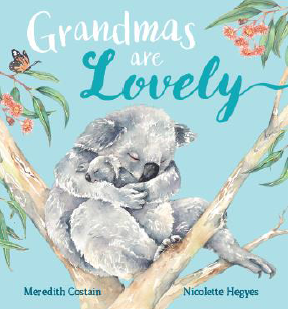 Grandmas
are
Lovely
Meredith Costain
Nicolette Hegyes